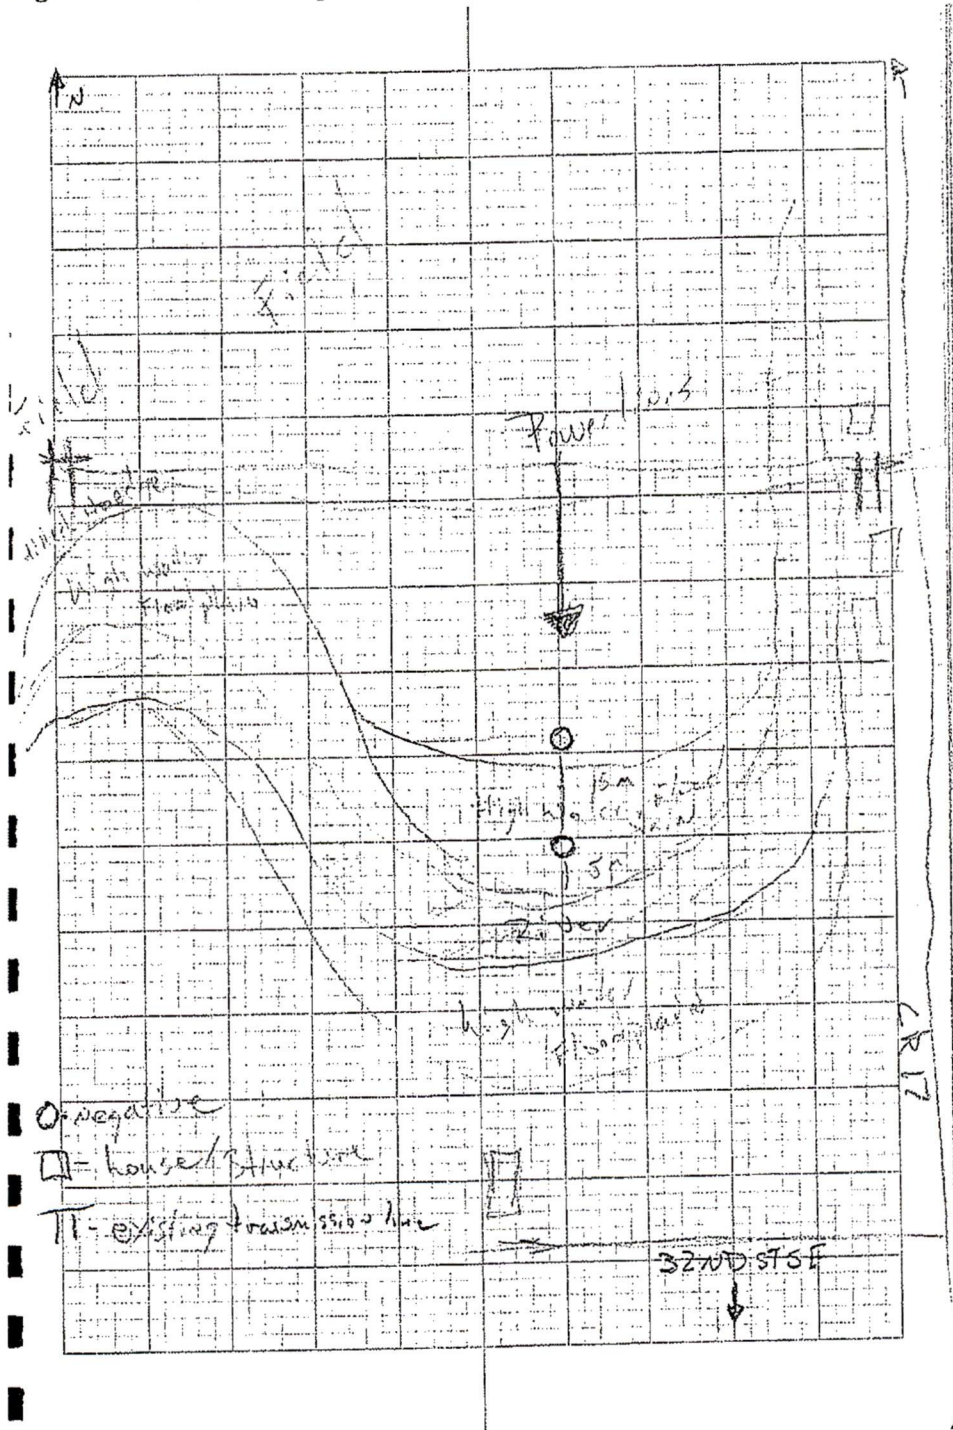 N
Field
Field
Power lines
High water
Floodplain
15m
High water
5m
River
High water
Floodplain
CR 17
O - negative
□ = house/structure
TT - existing transmission line
32ND ST SE